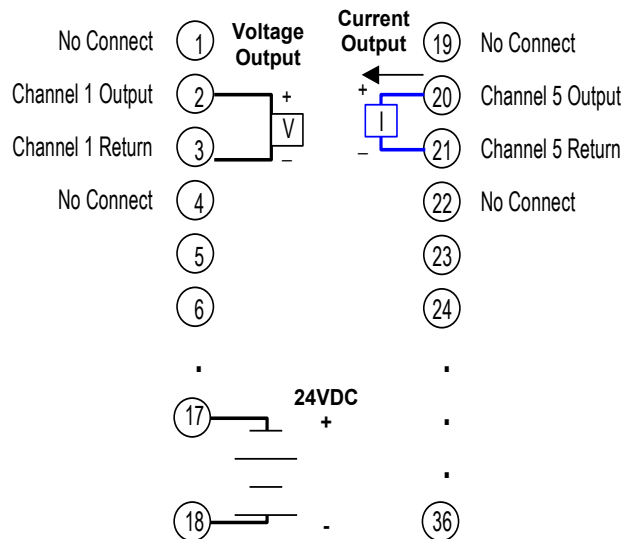 No Connect 1 Voltage Output
Current Output 19 No Connect
Channel 1 Output 2 +
+ 20 Channel 5 Output
V
I
Channel 1 Return 3 –
– 21 Channel 5 Return
No Connect 4
22 No Connect
5
23
6
24
.
.
17 24VDC
+
.
.
18 -
36